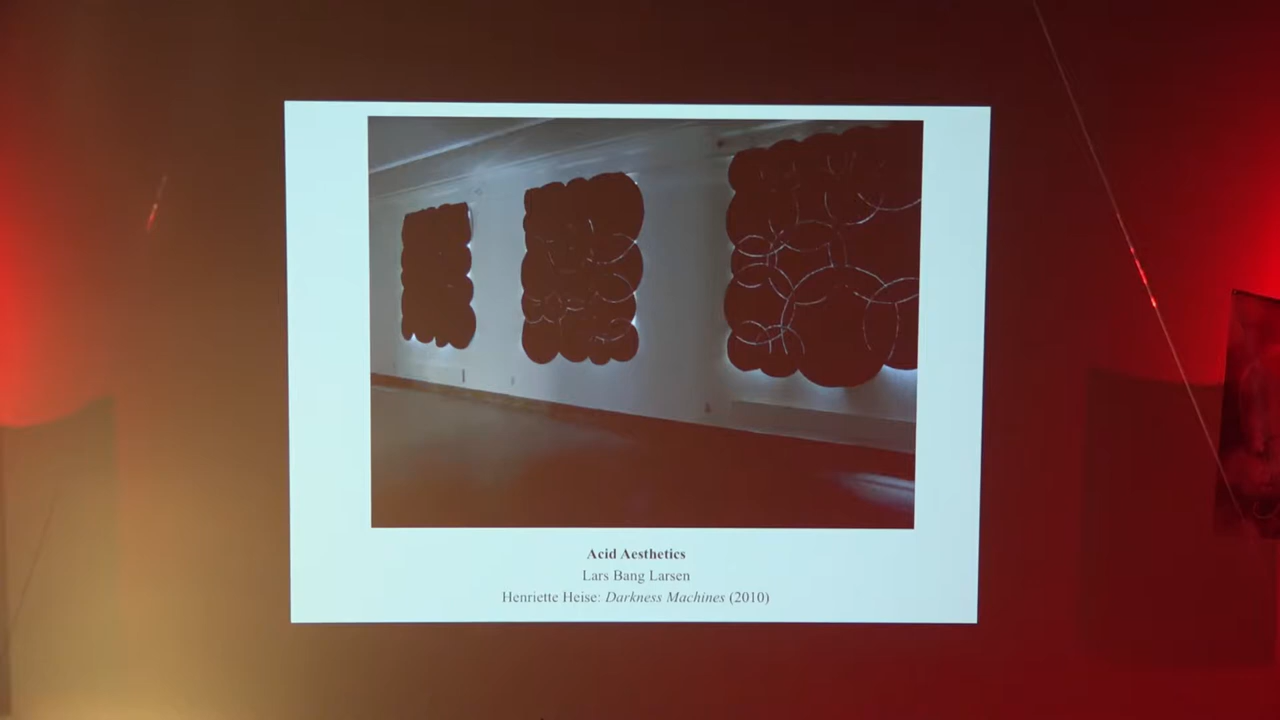 Acid Aesthetics
Lars Bang Larsen
Henriette Heise: Darkness Machines (2010)